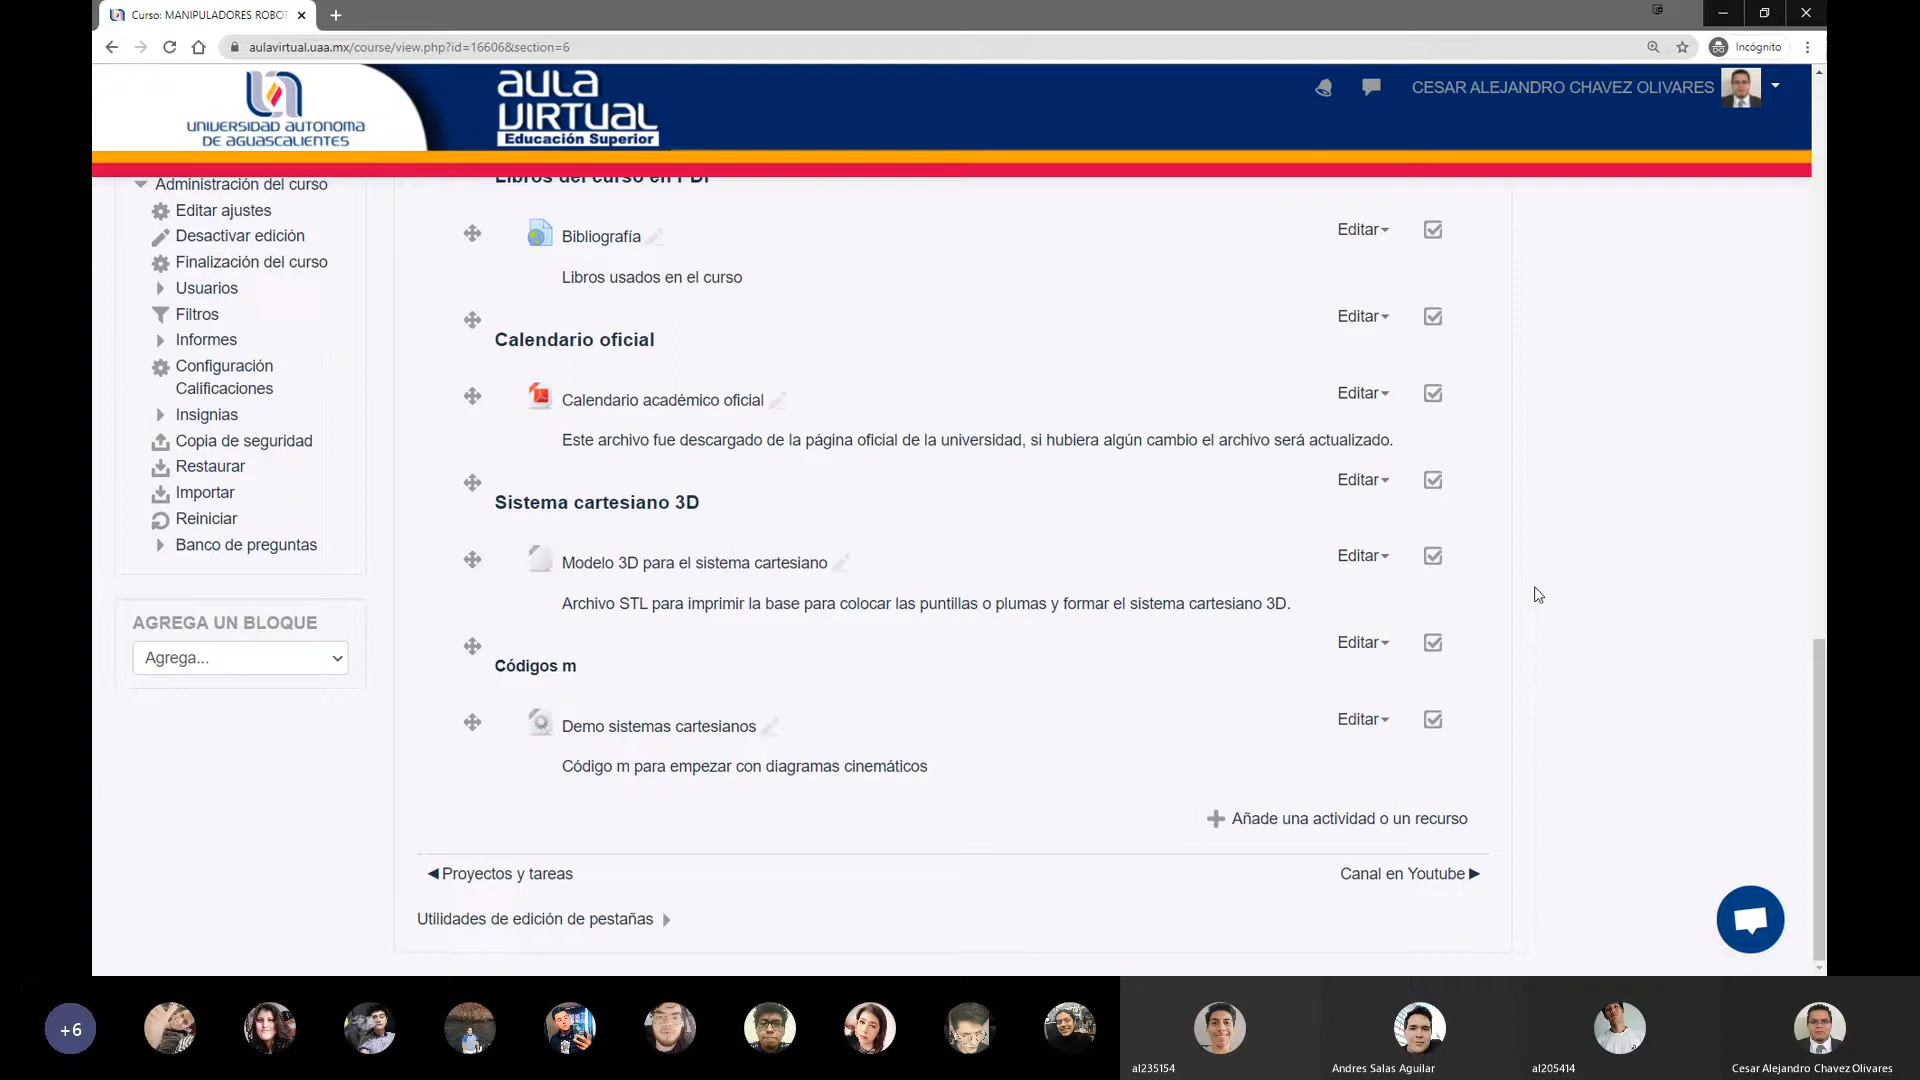 Curso: MANIPULADORES ROBOT
aulavirtual.uaa.mx/course/view.php?id=16606&section=6
Incógnito
UNIVERSIDAD AUTONOMA
DE AGUASCALIENTES
AULA
VIRTUAL
Educación Superior
CESAR ALEJANDRO CHAVEZ OLIVARES
Administración del curso
Editar ajustes
Desactivar edición
Finalización del curso
Usuarios
Filtros
Informes
Configuración
Calificaciones
Insignias
Copia de seguridad
Restaurar
Importar
Reiniciar
Banco de preguntas
AGREGA UN BLOQUE
Agrega...
Libros del curso en PDF
Bibliografía
Editar
Libros usados en el curso
Editar
Calendario oficial
Calendario académico oficial
Editar
Este archivo fue descargado de la página oficial de la universidad, si hubiera algún cambio el archivo será actualizado.
Editar
Sistema cartesiano 3D
Modelo 3D para el sistema cartesiano
Editar
Archivo STL para imprimir la base para colocar las puntillas o plumas y formar el sistema cartesiano 3D.
Editar
Códigos m
Demo sistemas cartesianos
Editar
Código m para empezar con diagramas cinemáticos
Añade una actividad o un recurso
Proyectos y tareas
Canal en Youtube
Utilidades de edición de pestañas
+6
al235154
Andres Salas Aguilar
al205414
Cesar Alejandro Chavez Olivares